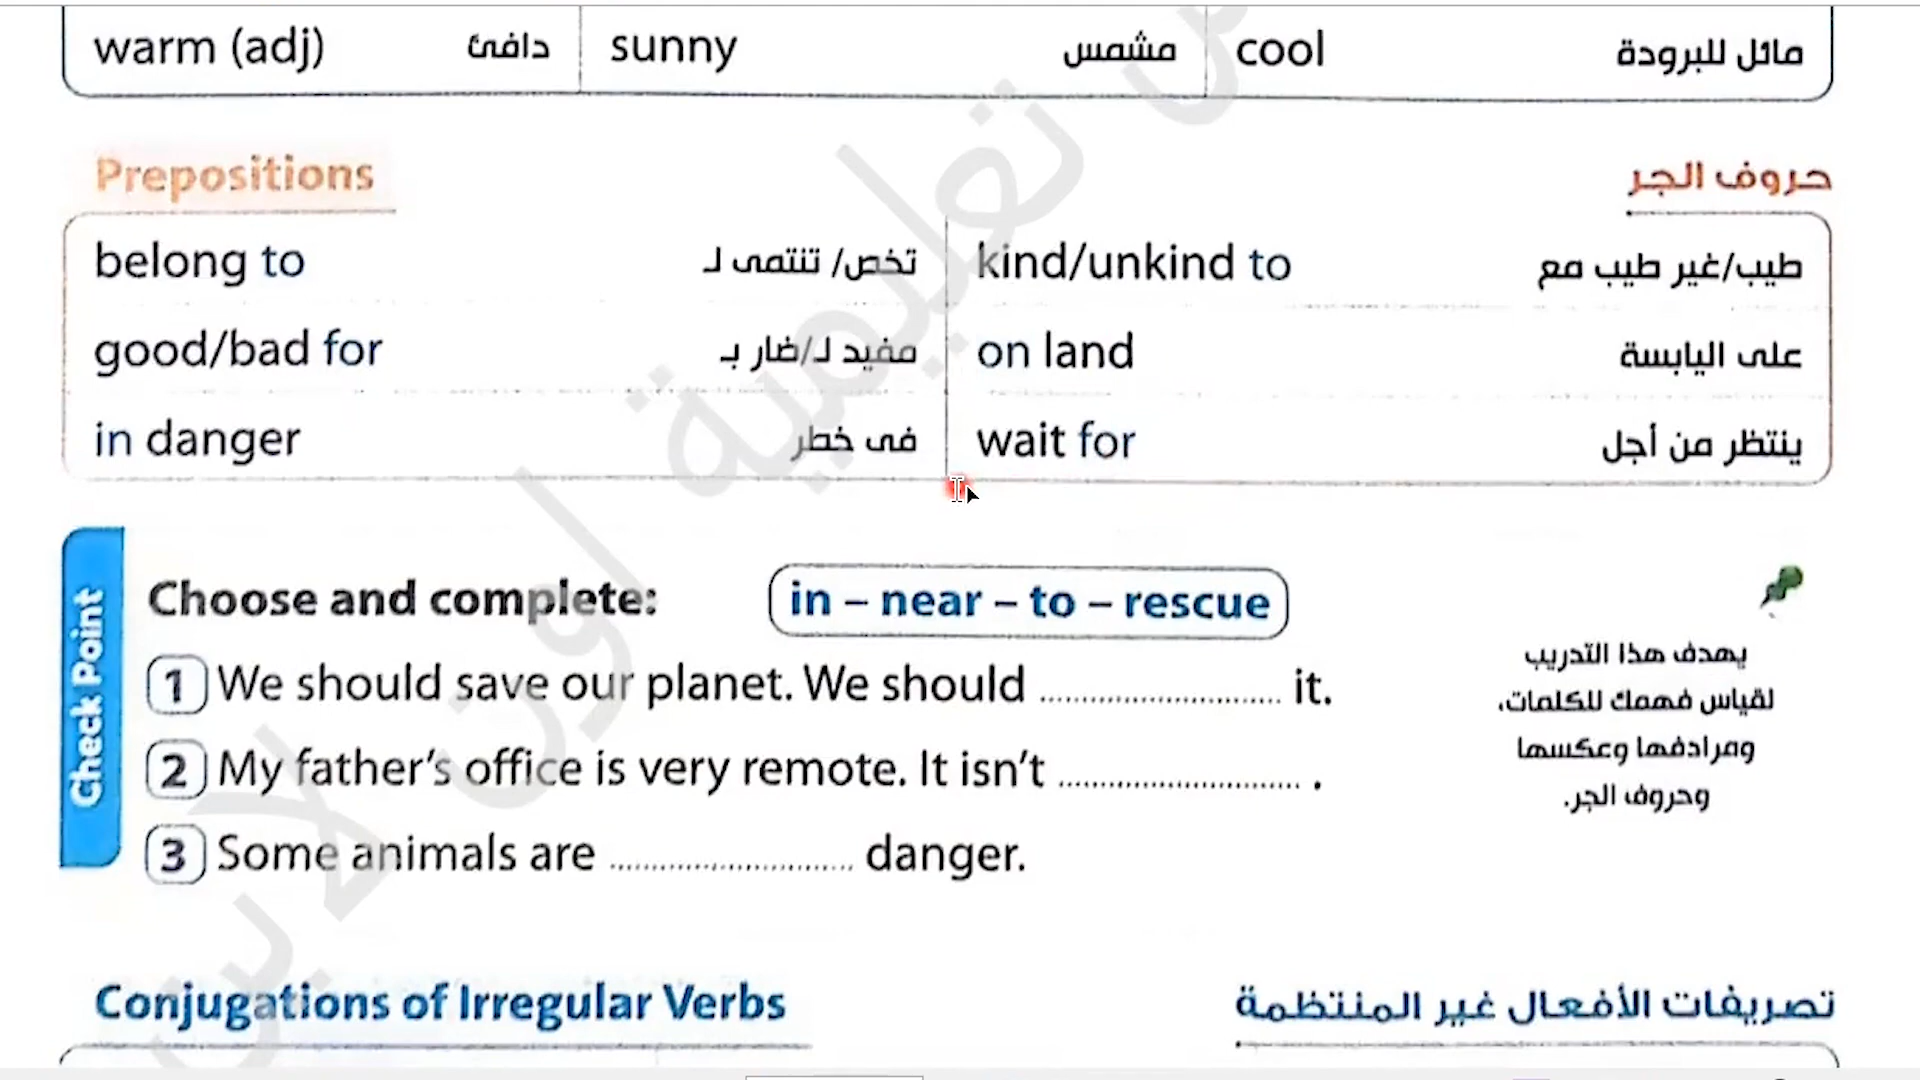 warm (adj) دافئ sunny مشمس cool مائل للبرودة
Prepositions حروف الجر
belong to تخص/ تنتمى لـ kind/unkind to طيب/غير طيب مع
good/bad for مفيد لـ/ضار بـ on land على اليابسة
in danger فى خطر wait for ينتظر من أجل
Check Point
Choose and complete: in – near – to – rescue
1 We should save our planet. We should .......................... it.
2 My father's office is very remote. It isn't .......................... .
3 Some animals are .......................... danger.
يهدف هذا التدريب
لقياس فهمك للكلمات،
ومرادفها وعكسها
وحروف الجر.
Conjugations of Irregular Verbs تصريفات الأفعال غير المنتظمة